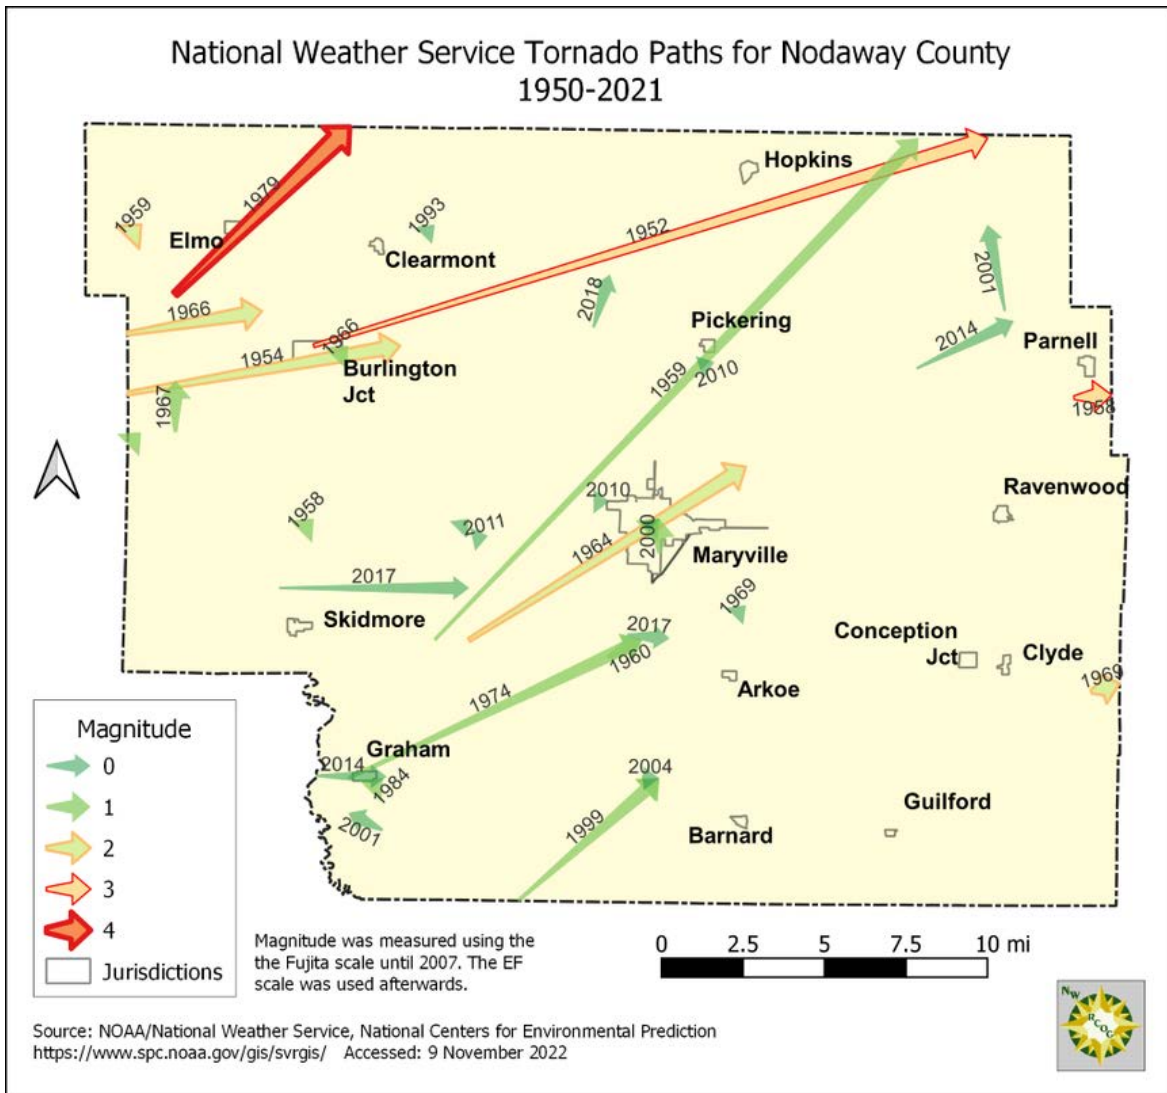 National Weather Service Tornado Paths for Nodaway County
1950-2021
Hopkins
1979
1959
1993
Elmo
1952
Clearmont
2001
2018
1966
Pickering
2014
Parnell
1966
1954
Burlington
Jct
1959
2010
1967
1958
2010
Ravenwood
1958
2011
1964
2000
Maryville
2017
1969
Skidmore
2017
Conception
Jct
Clyde
1960
1969
1974
Arkoe
Graham
2014
1984
2004
2001
1999
Guilford
Barnard
Magnitude
0
1
2
3
4
Jurisdictions
Magnitude was measured using the
the Fujita scale until 2007. The EF
scale was used afterwards.
0 2.5 5 7.5 10 mi
NW
RCOG
Source: NOAA/National Weather Service, National Centers for Environmental Prediction
https://www.spc.noaa.gov/gis/svrgis/ Accessed: 9 November 2022